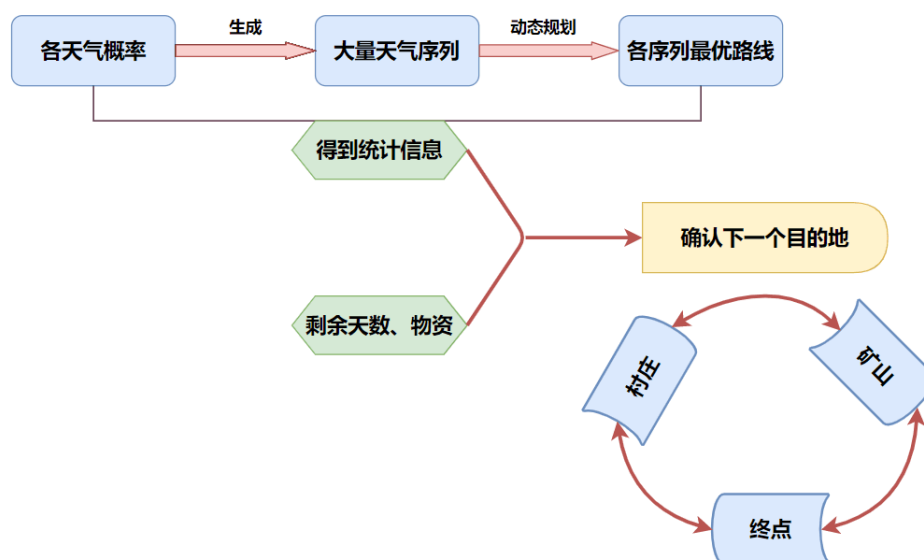 各天气概率
生成
大量天气序列
动态规划
各序列最优路线
得到统计信息
确认下一个目的地
剩余天数、物资
村庄
矿山
终点